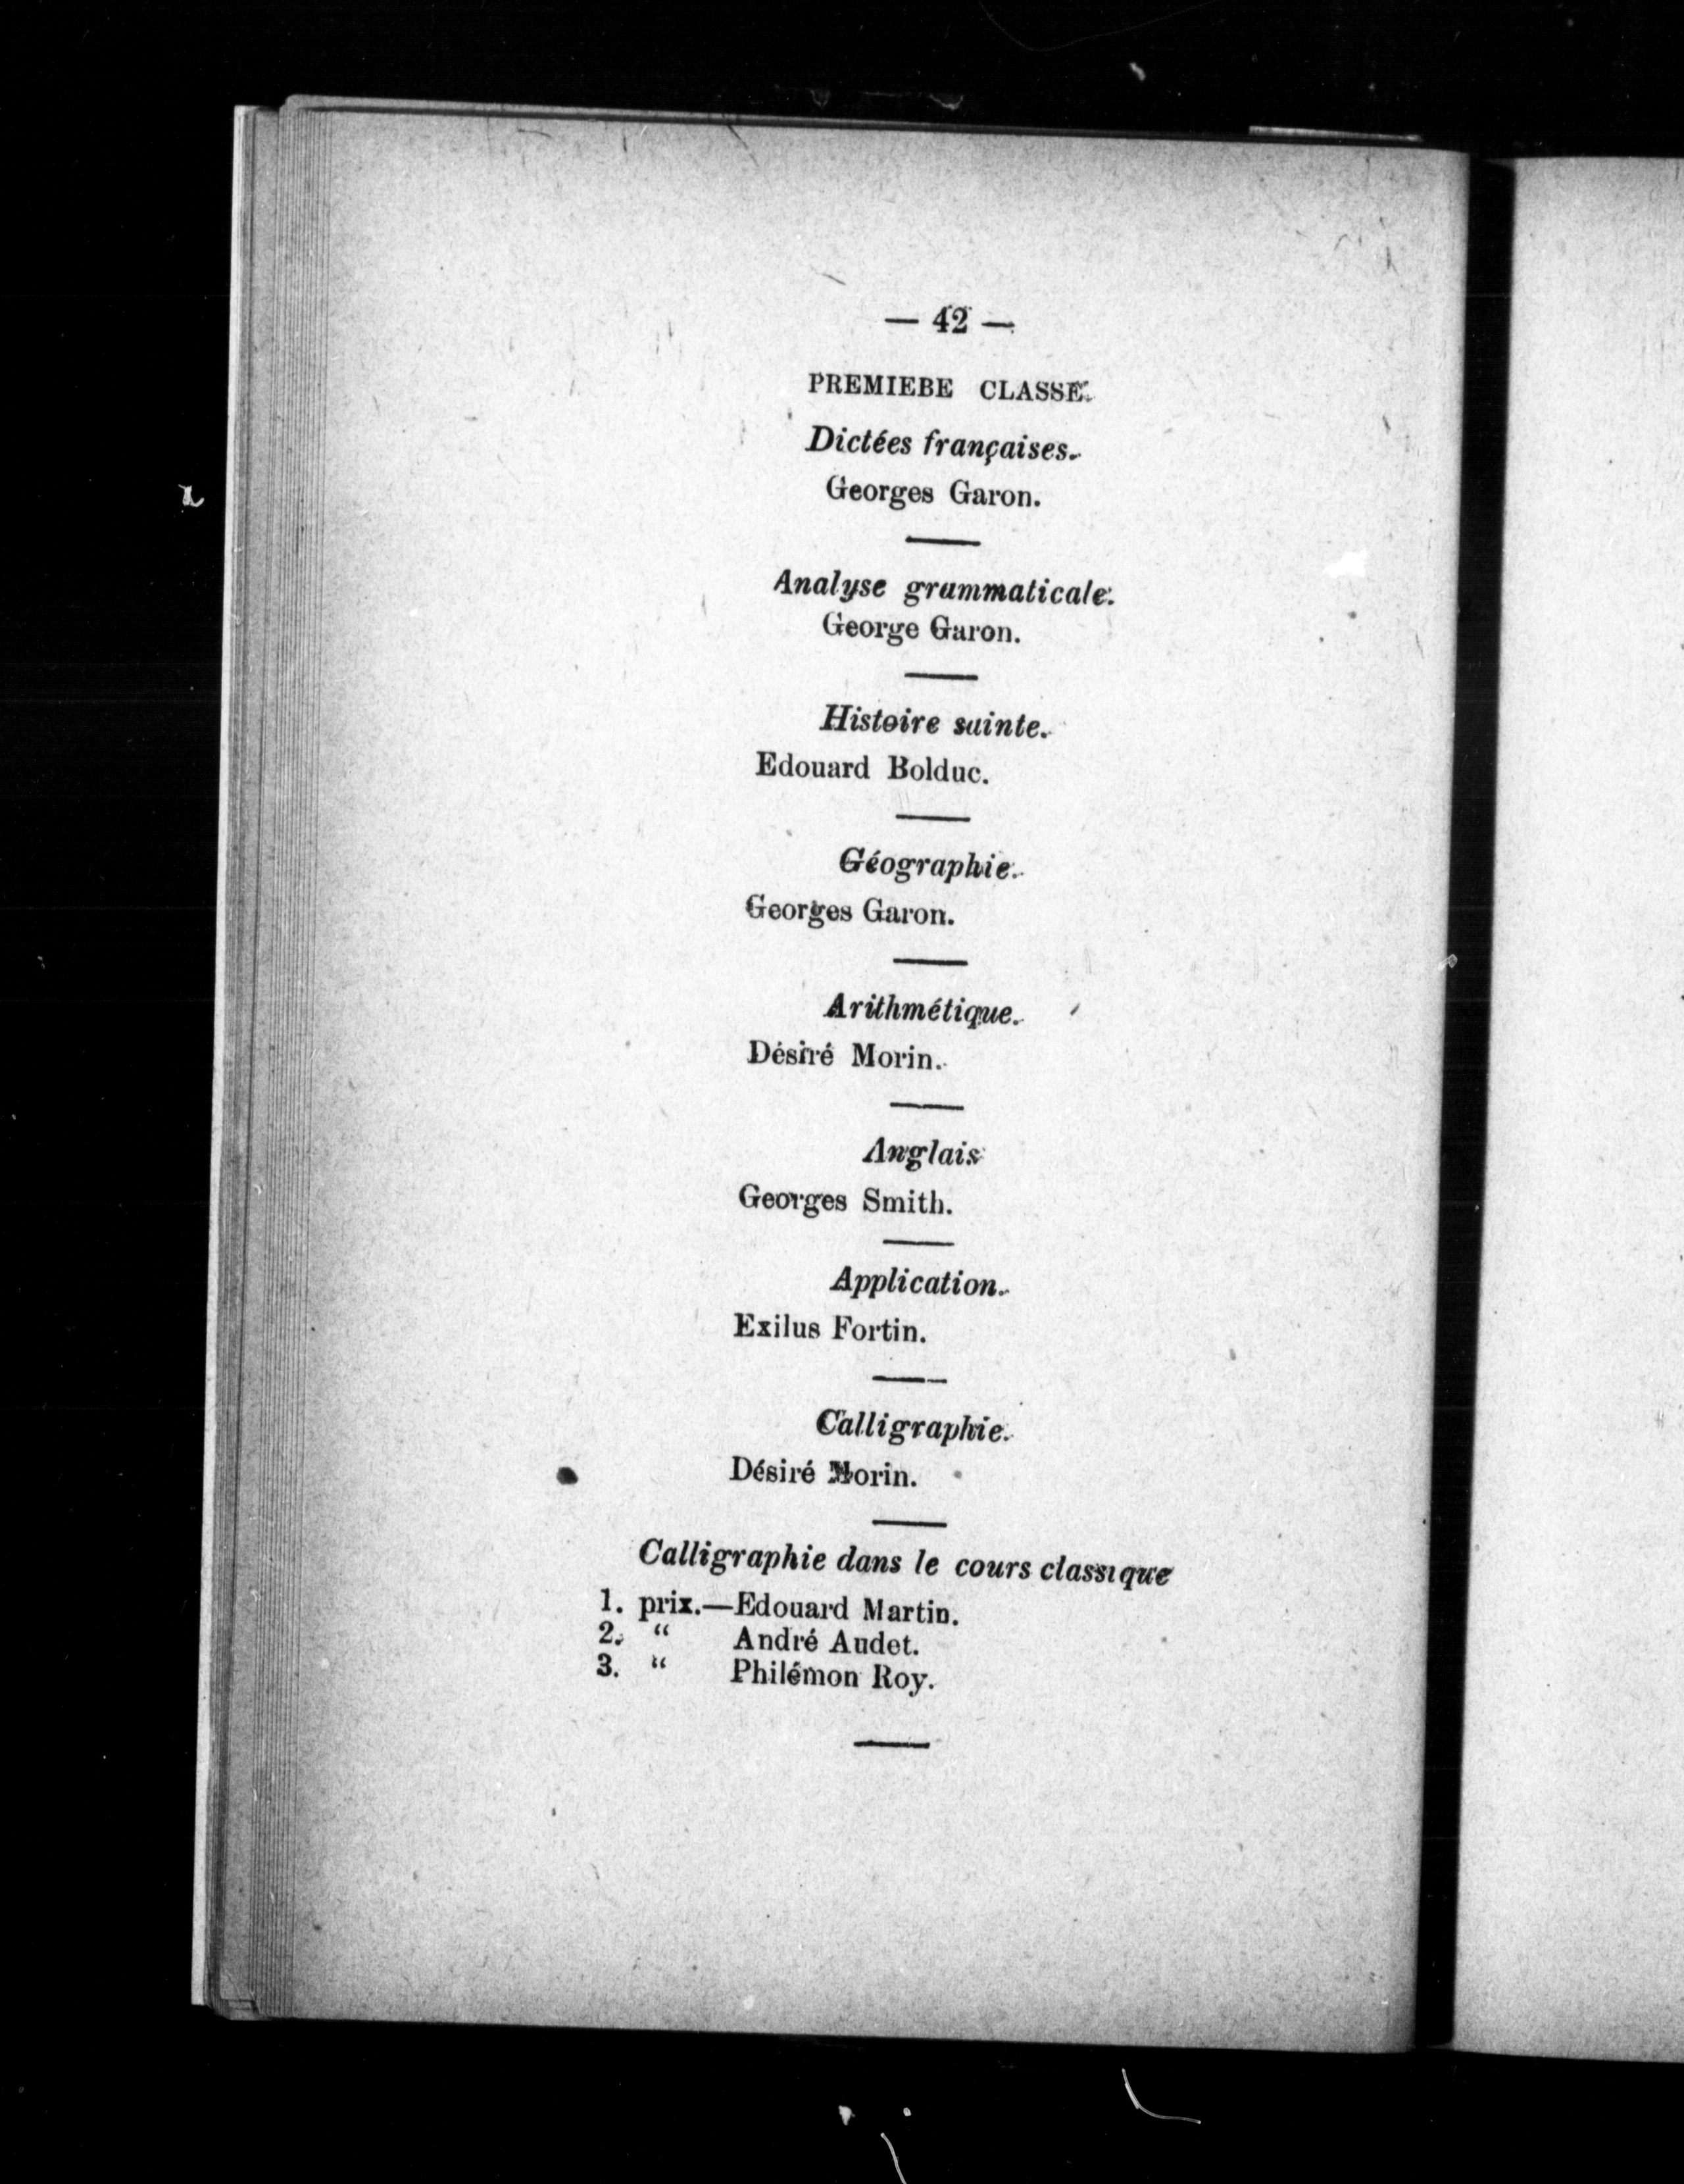 — 42 —
PREMIEBE CLASSE.
Dictées françaises.
Georges Garon.
Analyse grammaticale.
George Garon.
Histoire sainte.
Edouard Bolduc.
Géographie.
Georges Garon.
Arithmétique.
Désiré Morin.
Anglais
Georges Smith.
Application.
Exilus Fortin.
Calligraphie.
Désiré Morin.
Calligraphie dans le cours classique
1. prix.—Edouard Martin.
2. “ André Audet.
3. “ Philémon Roy.